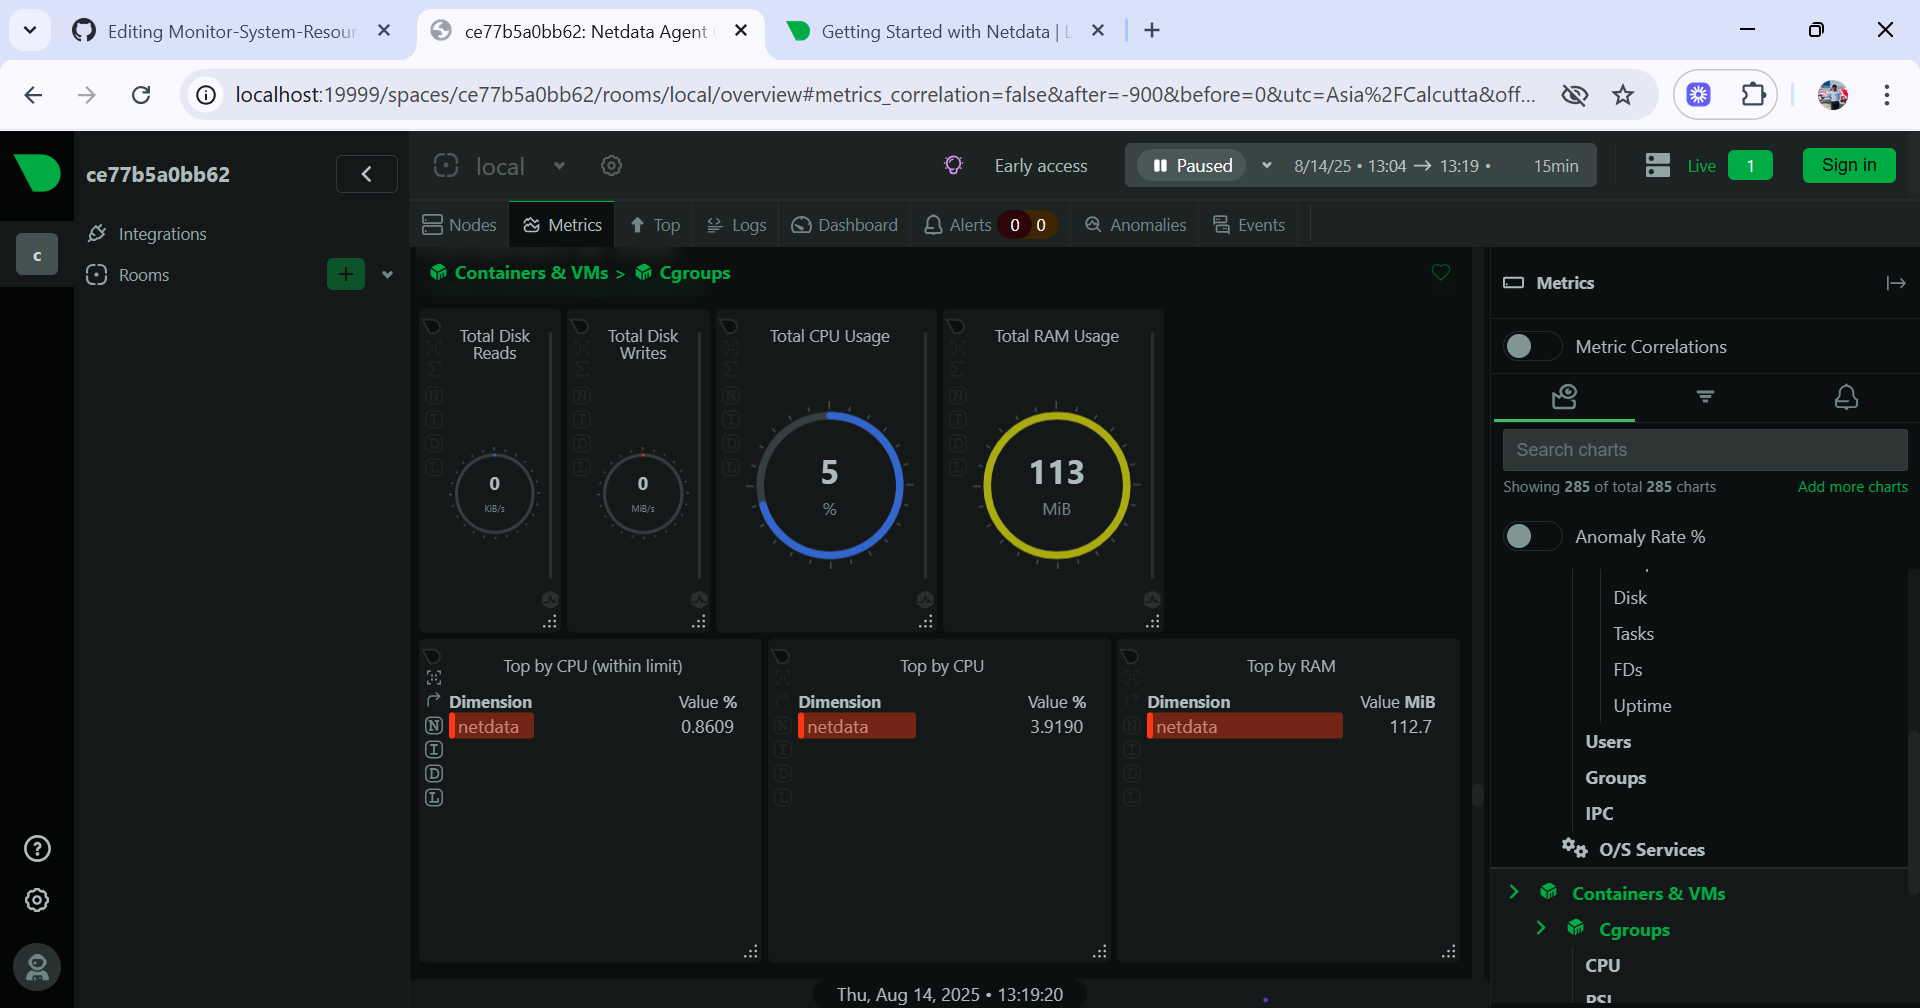 Editing Monitor-System-Resour
ce77b5a0bb62: Netdata Agent
Getting Started with Netdata | L
localhost:19999/spaces/ce77b5a0bb62/rooms/local/overview#metrics_correlation=false&after=-900&before=0&utc=Asia%2FCalcutta&off...
ce77b5a0bb62
local
Early access
Paused
8/14/25 • 13:04 → 13:19 •
15min
Live
1
Sign in
c
Integrations
Rooms
Nodes
Metrics
Top
Logs
Dashboard
Alerts
0
0
Anomalies
Events
Containers & VMs > Cgroups
Total Disk
Reads
N
I
D
L
0
KiB/s
Total Disk
Writes
N
I
D
L
0
MiB/s
Total CPU Usage
N
I
D
L
5
%
Total RAM Usage
N
I
D
L
113
MiB
Top by CPU (within limit)
Dimension Value %
netdata 0.8609
N
I
D
L
Top by CPU
Dimension Value %
netdata 3.9190
N
I
D
L
Top by RAM
Dimension Value MiB
netdata 112.7
N
I
D
L
Thu, Aug 14, 2025 • 13:19:20
Metrics
Metric Correlations
Search charts
Showing 285 of total 285 charts
Add more charts
Anomaly Rate %
Disk
Tasks
FDs
Uptime
Users
Groups
IPC
O/S Services
Containers & VMs
Cgroups
CPU
PSI